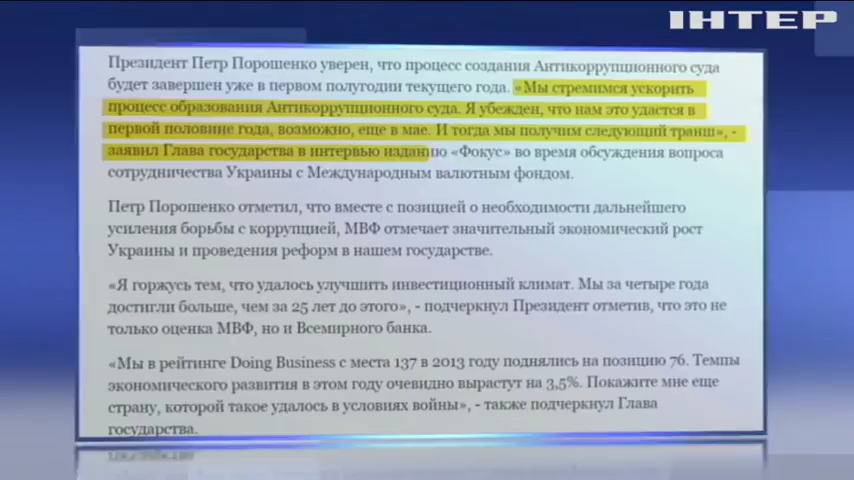 ІНТЕР
Президент Петр Порошенко уверен, что процесс создания Антикоррупционного суда
будет завершен уже в первом полугодии текущего года. «Мы стремимся ускорить
процесс образования Антикоррупционного суда. Я убежден, что нам это удастся в
первой половине года, возможно, еще в мае. И тогда мы получим следующий транш», -
заявил Глава государства в интервью изданию «Фокус» во время обсуждения вопроса
сотрудничества Украины с Международным валютным фондом.
Петр Порошенко отметил, что вместе с позицией о необходимости дальнейшего
усиления борьбы с коррупцией, МВФ отмечает значительный экономический рост
Украины и проведения реформ в нашем государстве.
«Я горжусь тем, что удалось улучшить инвестиционный климат. Мы за четыре года
достигли больше, чем за 25 лет до этого», - подчеркнул Президент отметив, что это не
только оценка МВФ, но и Всемирного банка.
«Мы в рейтинге Doing Business с места 137 в 2013 году поднялись на позицию 76. Темпы
экономического развития в этом году очевидно вырастут на 3,5%. Покажите мне еще
страну, которой такое удалось в условиях войны», - также подчеркнул Глава
государства.